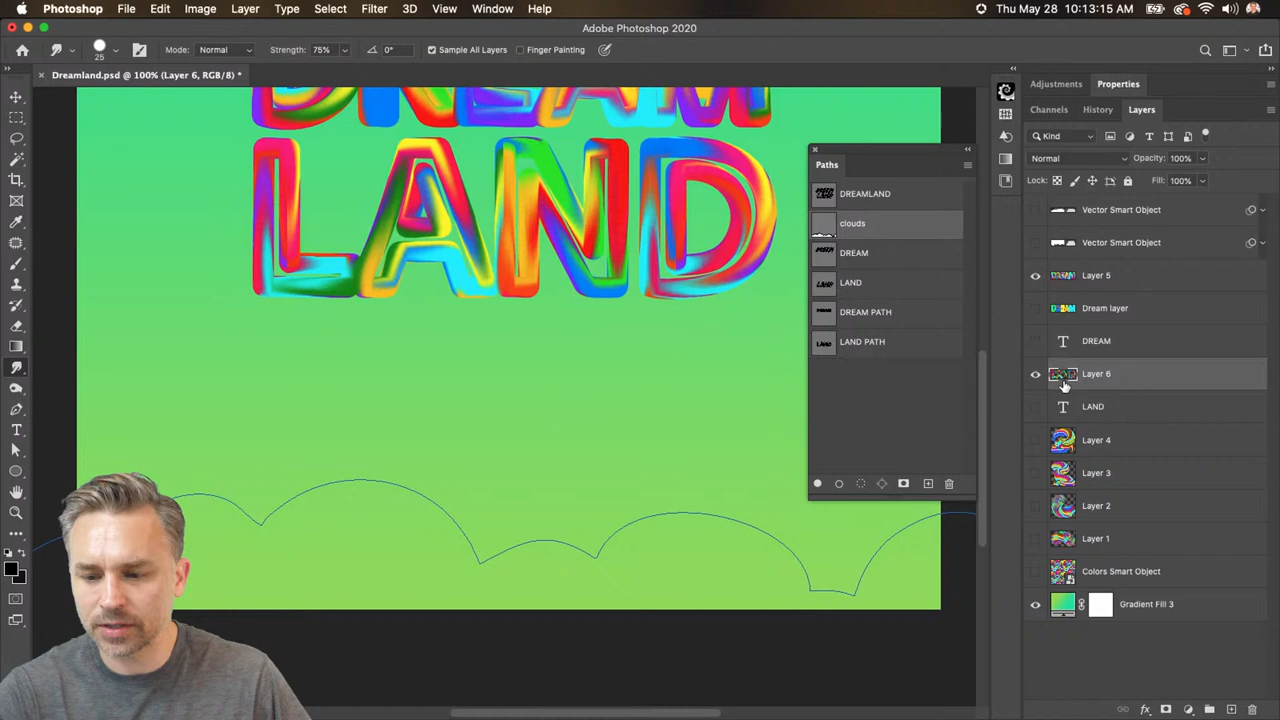 Photoshop File Edit Image Layer Type Select Filter 3D View Window Help Thu May 28 10:13:15 AM
Adobe Photoshop 2020
25 Mode: Normal Strength: 75% 0° Sample All Layers Finger Painting
Dreamland.psd @ 100% (Layer 6, RGB/8) *
DREAM
LAND
Paths
DREAMLAND
clouds
DREAM
LAND
DREAM PATH
LAND PATH
Adjustments Properties
Channels History Layers
Kind
Normal Opacity: 100%
Lock: Fill: 100%
Vector Smart Object
Vector Smart Object
Layer 5
Dream layer
DREAM
Layer 6
LAND
Layer 4
Layer 3
Layer 2
Layer 1
Colors Smart Object
Gradient Fill 3